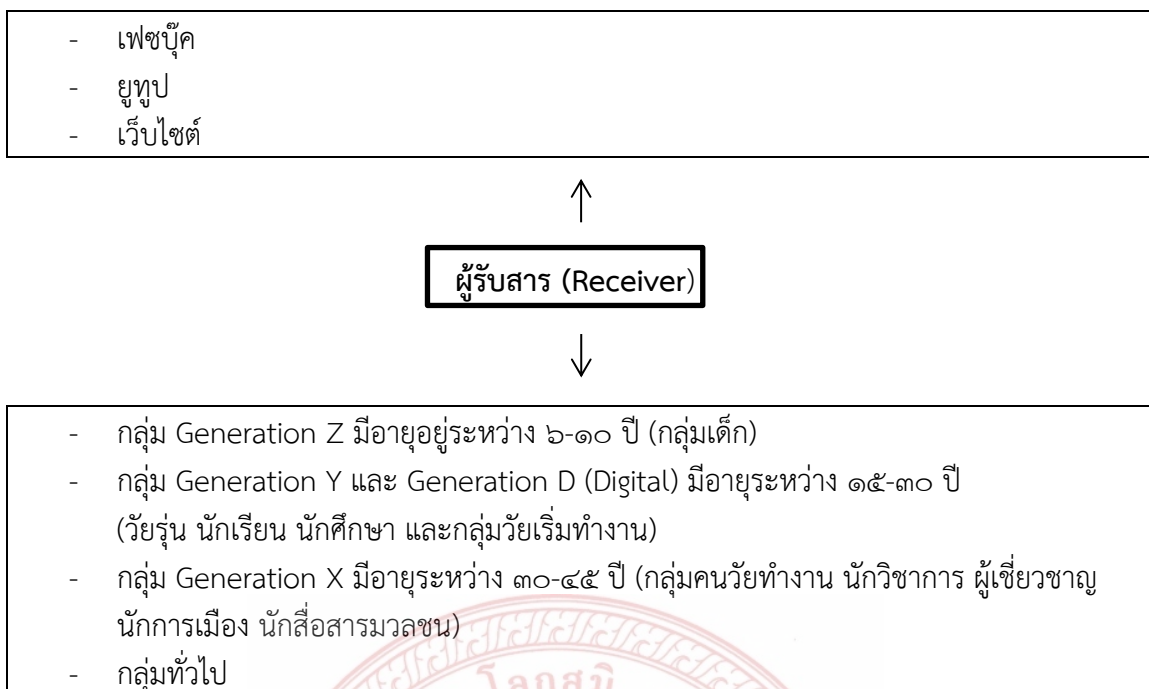 - เฟซบุ๊ค
- ยูทูป
- เว็บไซต์
ผู้รับสาร (Receiver)
- กลุ่ม Generation Z มีอายุอยู่ระหว่าง ๖-๑๐ ปี (กลุ่มเด็ก)
- กลุ่ม Generation Y และ Generation D (Digital) มีอายุระหว่าง ๑๕-๓๐ ปี
(วัยรุ่น นักเรียน นักศึกษา และกลุ่มวัยเริ่มทำงาน)
- กลุ่ม Generation X มีอายุระหว่าง ๓๐-๔๕ ปี (กลุ่มคนวัยทำงาน นักวิชาการ ผู้เชี่ยวชาญ
นักการเมือง นักสื่อสารมวลชน)
- กลุ่มทั่วไป